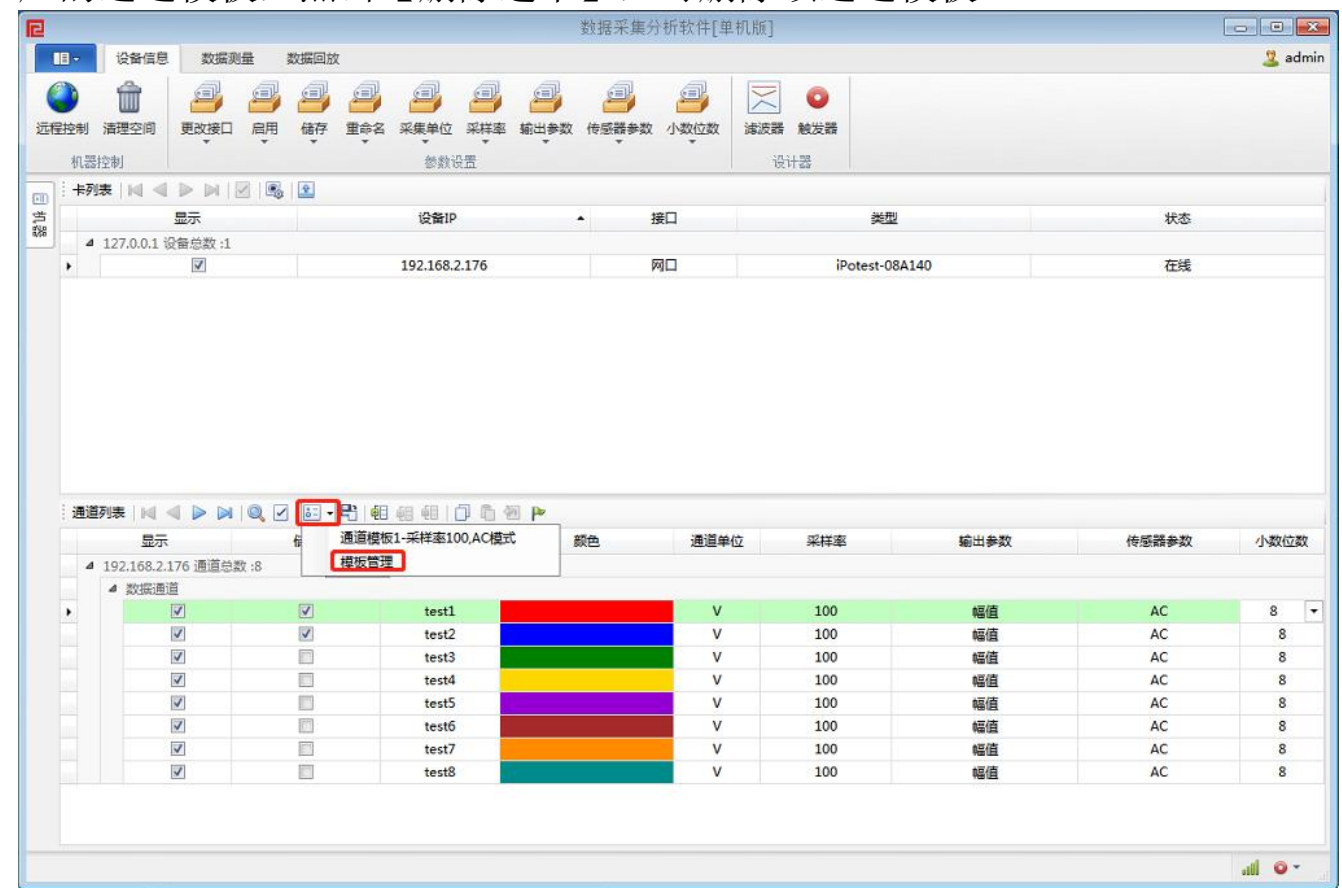 数据采集分析软件[单机版]
设备信息 数据测量 数据回放 admin
远程控制 清理空间 更改接口 启用 储存 重命名 采集单位 采样率 输出参数 传感器参数 小数位数 滤波器 触发器
机器控制 参数设置 设计器
卡列表
显示 设备IP 接口 类型 状态
127.0.0.1 设备总数 :1
192.168.2.176 网口 iPotest-08A140 在线
通道列表
通道模板1-采样率100,AC模式
模板管理
显示 颜色 通道单位 采样率 输出参数 传感器参数 小数位数
192.168.2.176 通道总数 :8
数据通道
test1 V 100 幅值 AC 8
test2 V 100 幅值 AC 8
test3 V 100 幅值 AC 8
test4 V 100 幅值 AC 8
test5 V 100 幅值 AC 8
test6 V 100 幅值 AC 8
test7 V 100 幅值 AC 8
test8 V 100 幅值 AC 8